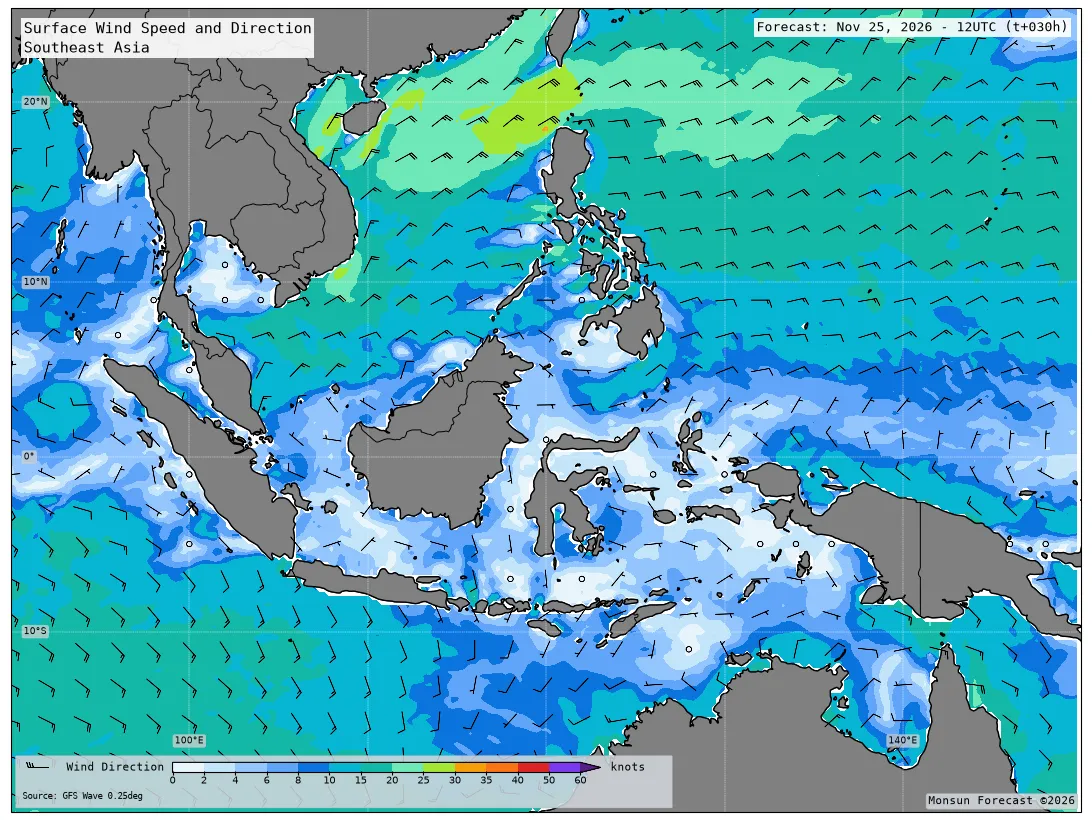 Surface Wind Speed and Direction
Southeast Asia
Forecast: Nov 25, 2026 - 12UTC (t+030h)
20°N
10°N
0°
10°S
100°E
140°E
Wind Direction
knots
0 2 4 6 8 10 15 20 25 30 35 40 50 60
Source: GFS Wave 0.25deg
Monsun Forecast ©2026